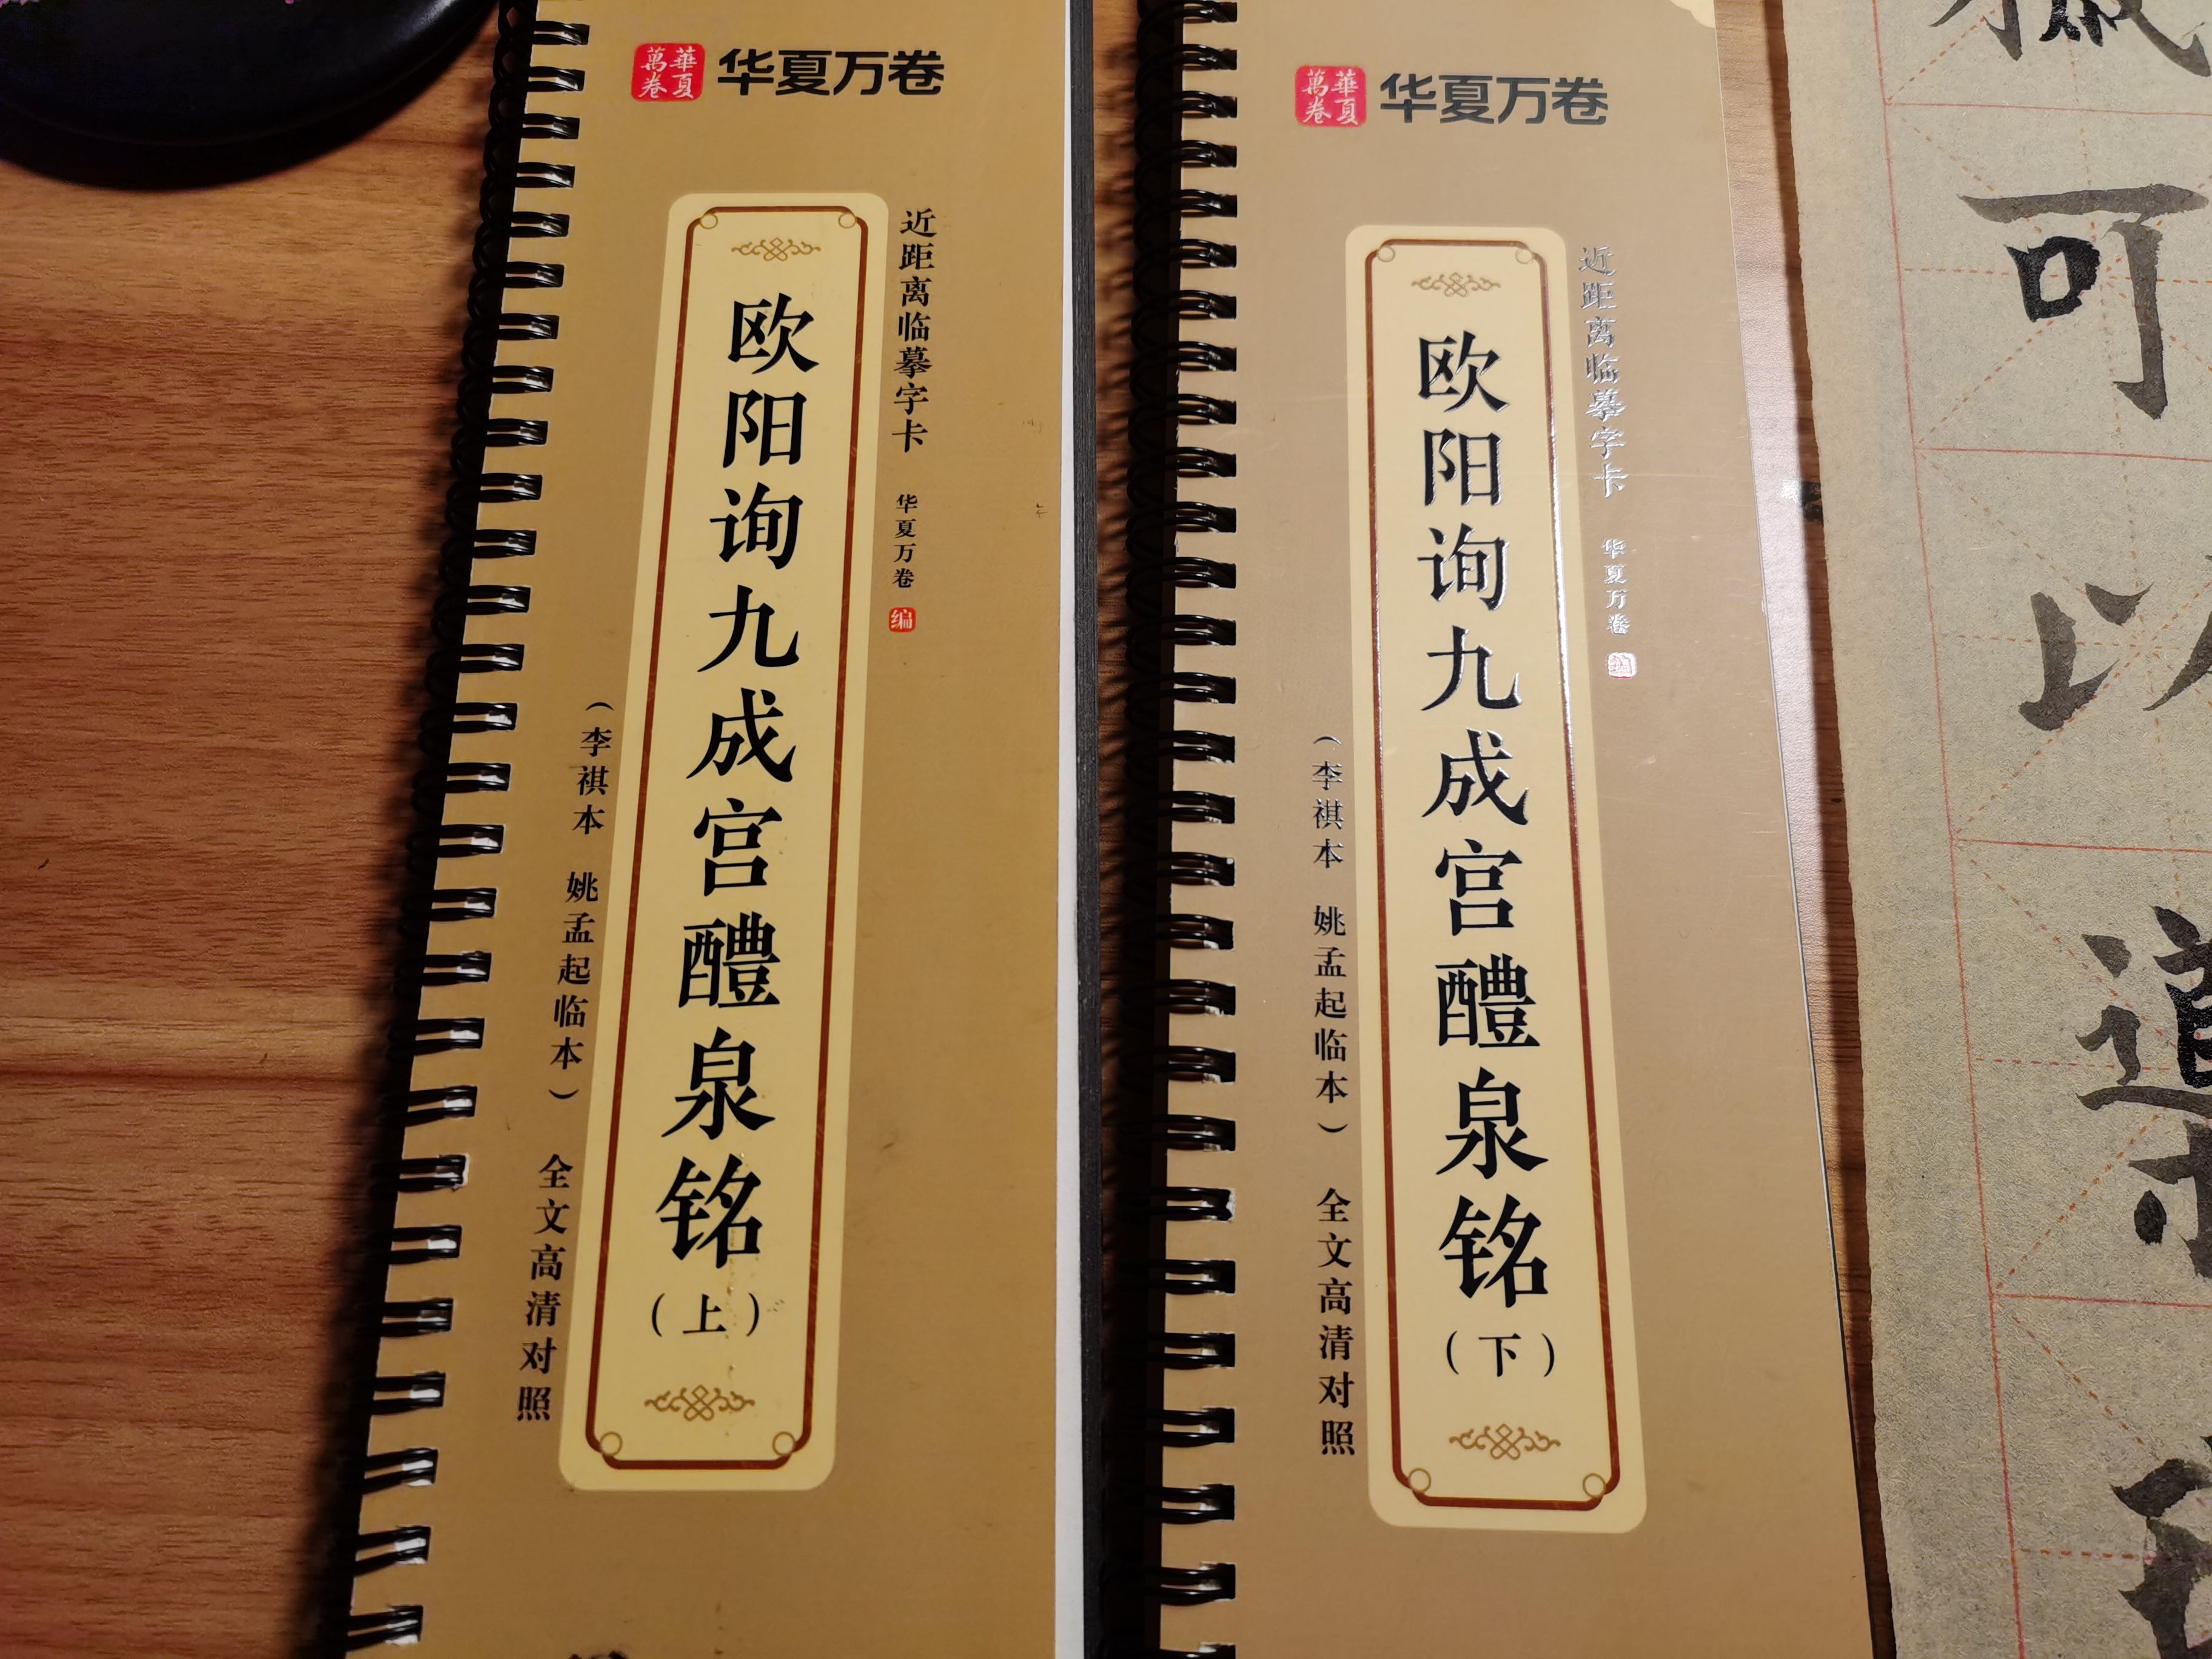 華夏
萬卷
华夏万卷
近距离临摹字卡
华夏万卷
编
欧阳询九成宫醴泉铭
（上）
（李祺本 姚孟起临本） 全文高清对照
華夏
萬卷
华夏万卷
近距离临摹字卡
华夏万卷
编
欧阳询九成宫醴泉铭
（下）
（李祺本 姚孟起临本） 全文高清对照
可
以